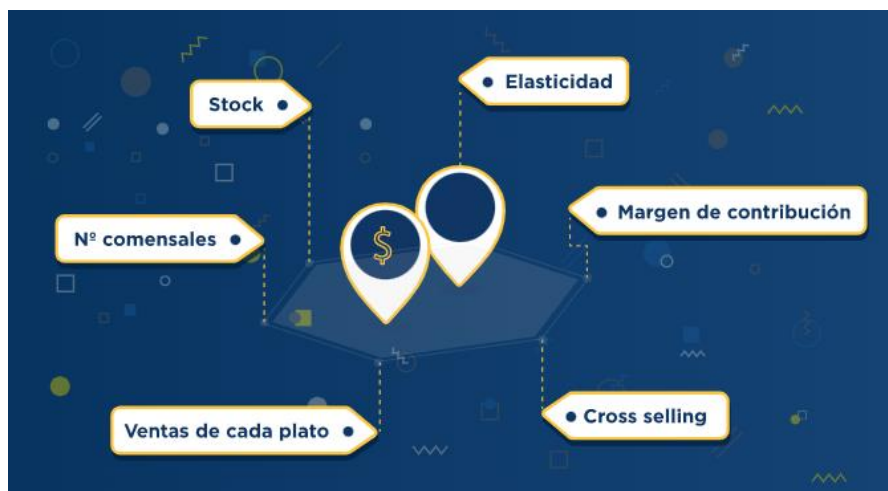 Elasticidad
Stock
Margen de contribución
Nº comensales
$
Cross selling
Ventas de cada plato